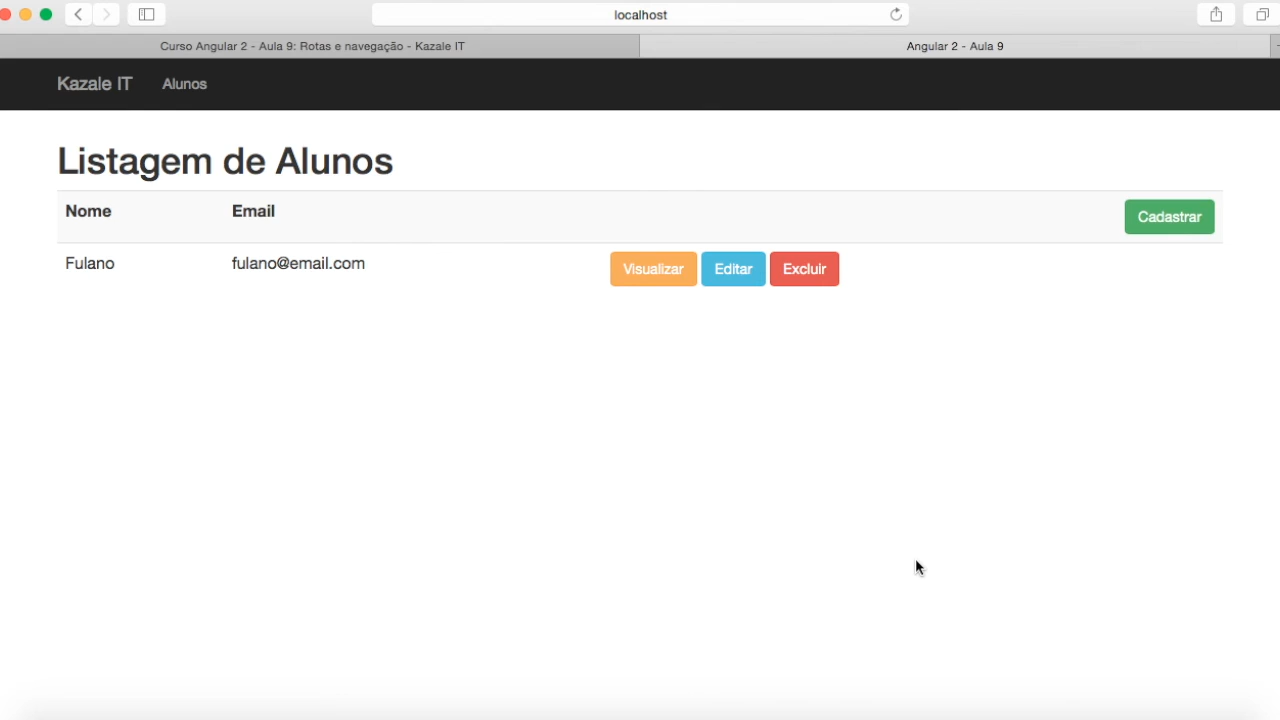 localhost
Curso Angular 2 - Aula 9: Rotas e navegação - Kazale IT
Angular 2 - Aula 9
Kazale IT Alunos
Listagem de Alunos
Nome Email Cadastrar
Fulano fulano@email.com Visualizar Editar Excluir